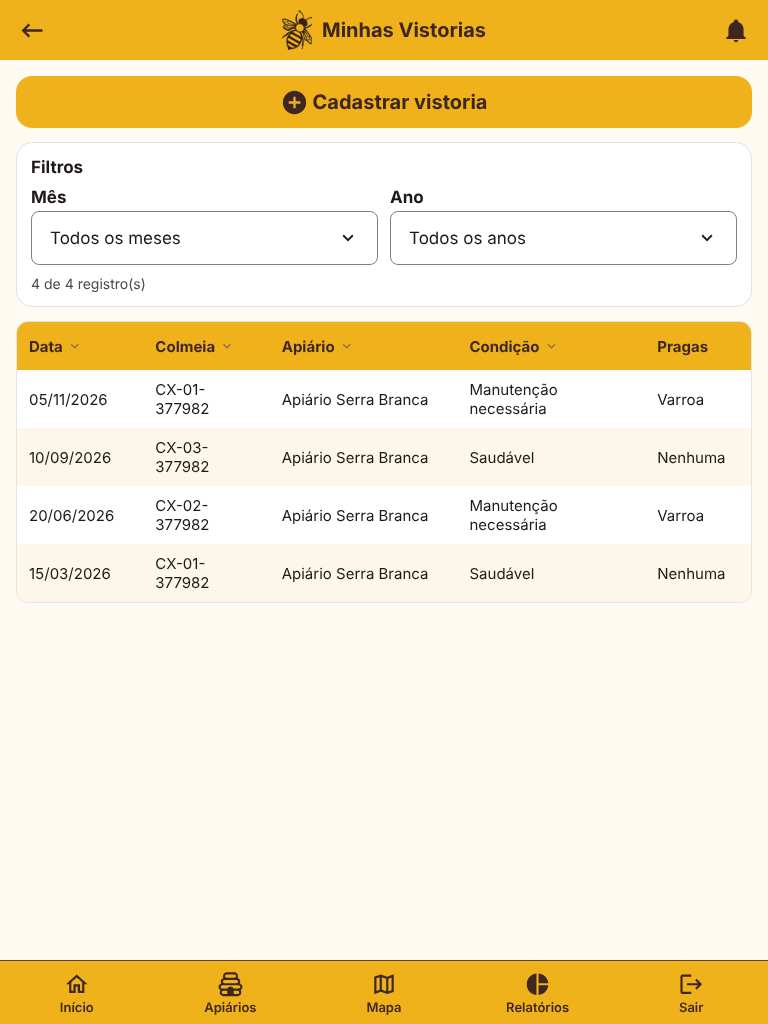 Minhas Vistorias
Cadastrar vistoria
Filtros
Mês Ano
Todos os meses Todos os anos
4 de 4 registro(s)
Data Colmeia Apiário Condição Pragas
05/11/2026 CX-01-377982 Apiário Serra Branca Manutenção necessária Varroa
10/09/2026 CX-03-377982 Apiário Serra Branca Saudável Nenhuma
20/06/2026 CX-02-377982 Apiário Serra Branca Manutenção necessária Varroa
15/03/2026 CX-01-377982 Apiário Serra Branca Saudável Nenhuma
Início Apiários Mapa Relatórios Sair